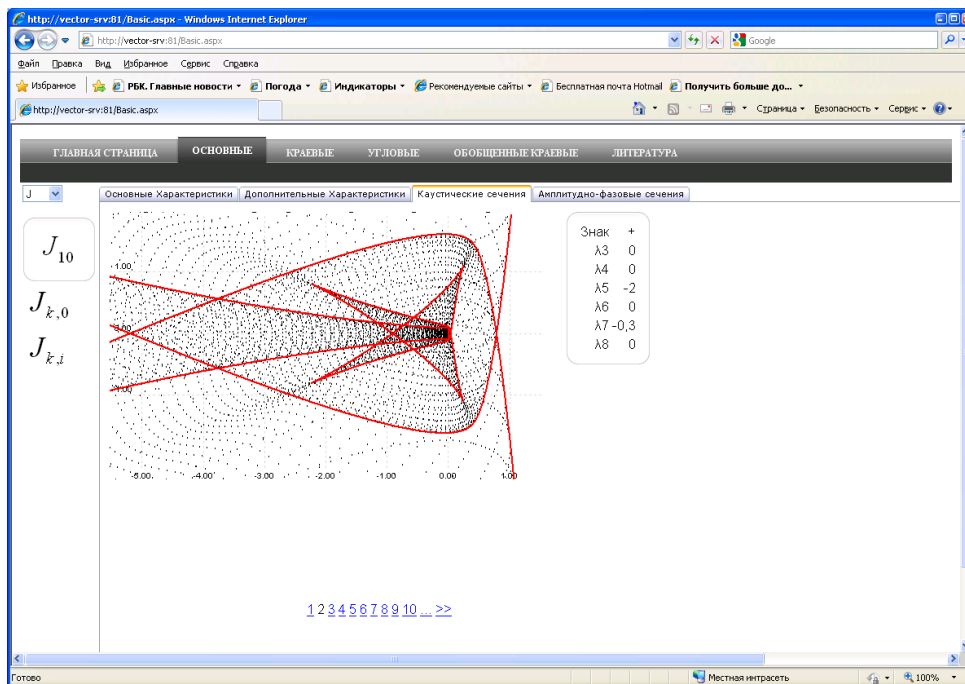 http://vector-srv:81/Basic.aspx - Windows Internet Explorer
http://vector-srv:81/Basic.aspx
Google
Файл Правка Вид Избранное Сервис Справка
Избранное РБК. Главные новости Погода Индикаторы Рекомендуемые сайты Бесплатная почта Hotmail Получить больше до...
http://vector-srv:81/Basic.aspx
Страница Безопасность Сервис
ГЛАВНАЯ СТРАНИЦА ОСНОВНЫЕ КРАЕВЫЕ УГЛОВЫЕ ОБОБЩЕННЫЕ КРАЕВЫЕ ЛИТЕРАТУРА
J
Основные Характеристики Дополнительные Характеристики Каустические сечения Амплитудно-фазовые сечения
J10
Jk,0
Jk,i
1.00
-5.00 -4.00 -3.00 -2.00 -1.00 0.00 1.00
Знак +
λ3 0
λ4 0
λ5 -2
λ6 0
λ7 -0,3
λ8 0
1 2 3 4 5 6 7 8 9 10 ... >>
Готово
Местная интрасеть
100%